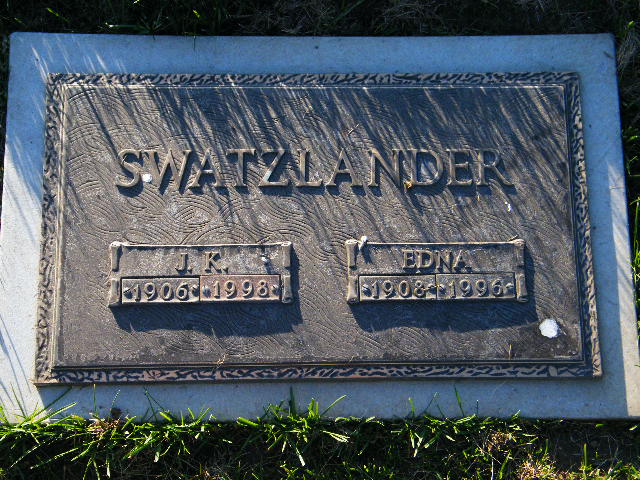 SWATZLANDER
J. K. EDNA
1906 1998 1908 1996